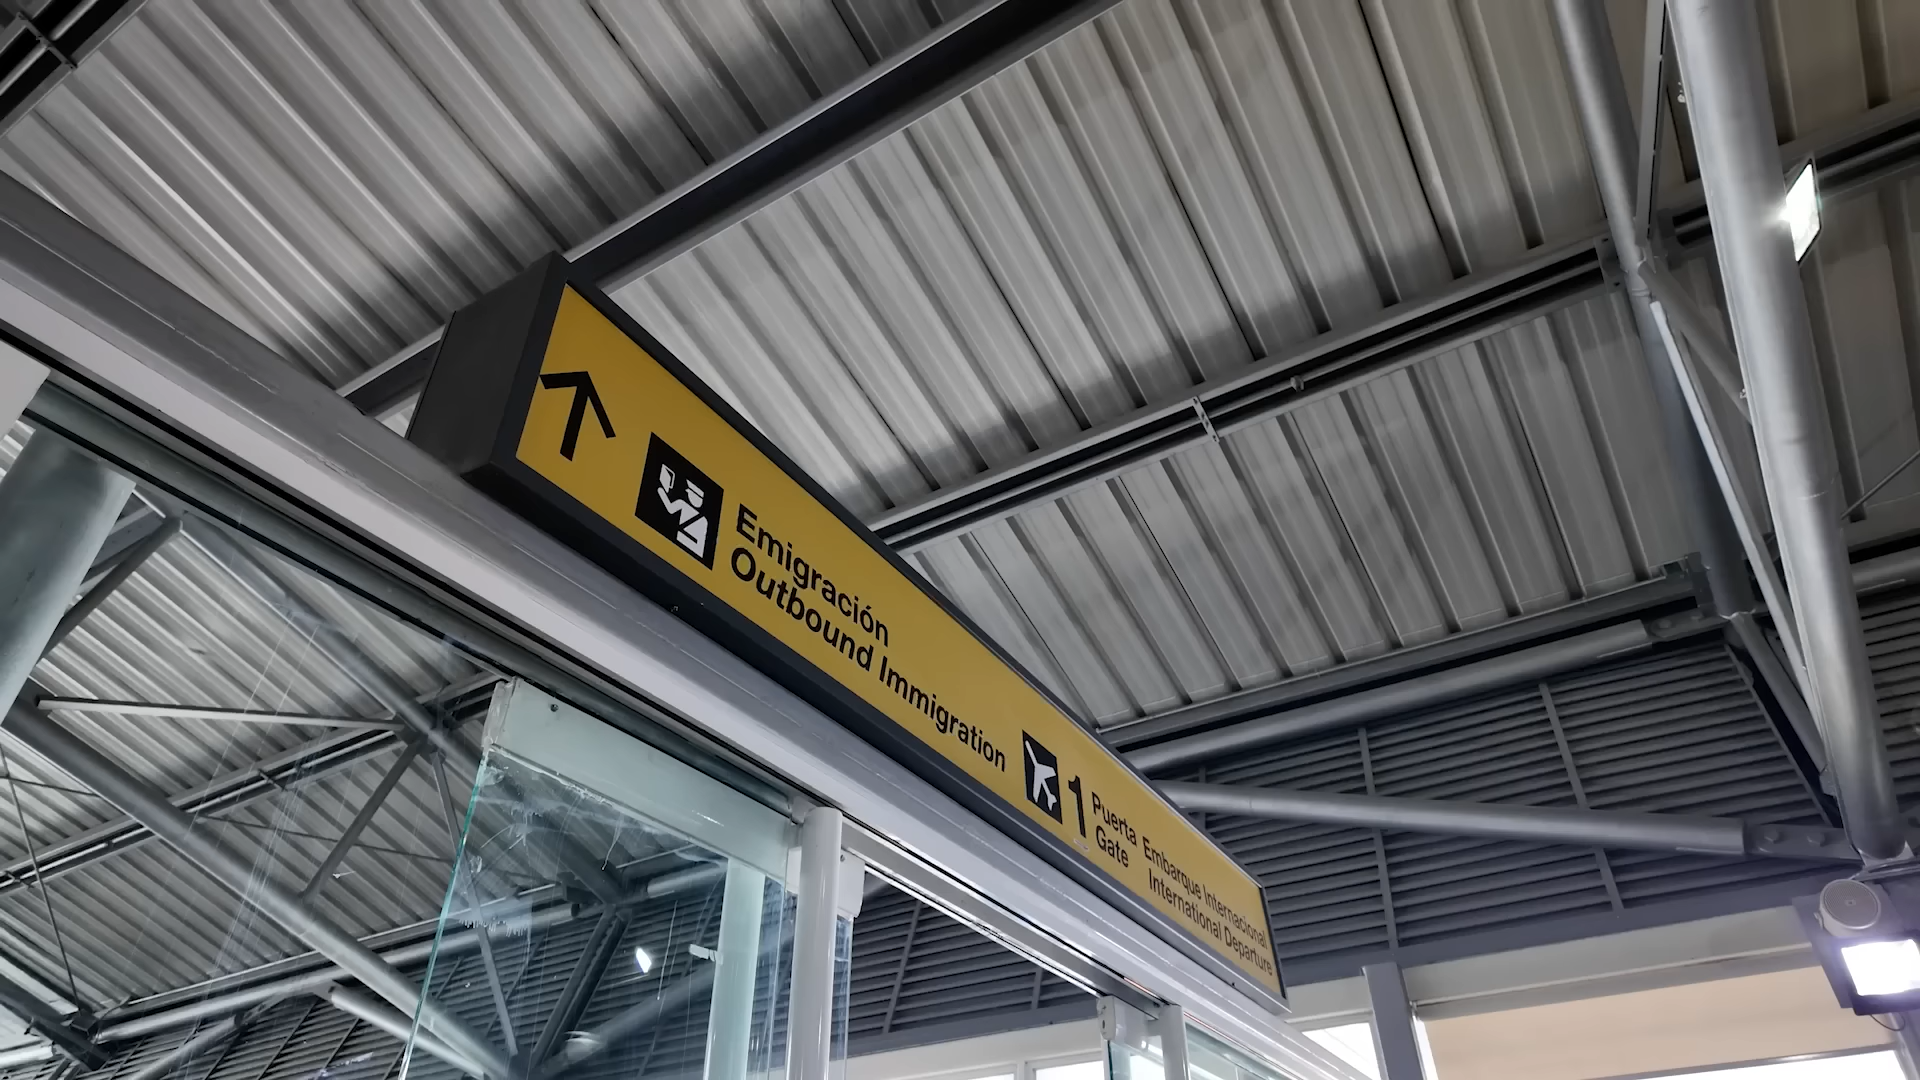 Emigración
Outbound Immigration
1
Puerta
Gate
Embarque Internacional
International Departure